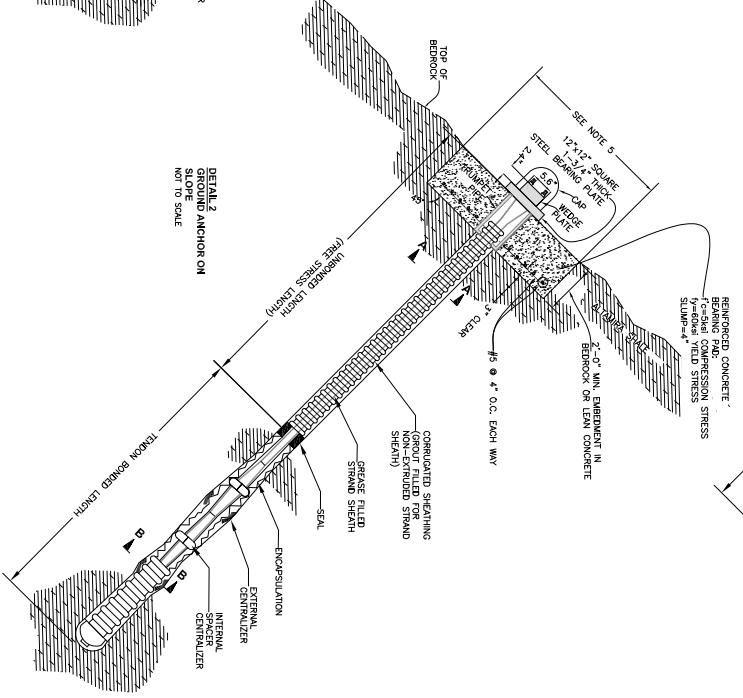 TOP OF
BEDROCK
SEE NOTE 5
12"x12" SQUARE
1-3/4" THICK
STEEL BEARING PLATE
5.6"
CAP
WEDGE
PLATE
TRUMPET
PIPE
45
REINFORCED CONCRETE
BEARING PAD:
f'c=5ksi COMPRESSION STRESS
fy=60ksi YIELD STRESS
SLUMP=4"
ALTAMIRA SHALE
2'-0" MIN. EMBEDMENT IN
BEDROCK OR LEAN CONCRETE
3" CLEAR
#5 @ 4" O.C. EACH WAY
A
A
UNBONDED LENGTH
(FREE STRESS LENGTH)
DETAIL 2
GROUND ANCHOR ON
SLOPE
NOT TO SCALE
CORRUGATED SHEATHING
(GROUT FILLED FOR
NON-EXTRUDED STRAND
SHEATH)
GREASE FILLED
STRAND SHEATH
SEAL
ENCAPSULATION
EXTERNAL
CENTRALIZER
INTERNAL
SPACER
CENTRALIZER
TENDON BONDED LENGTH
B
B